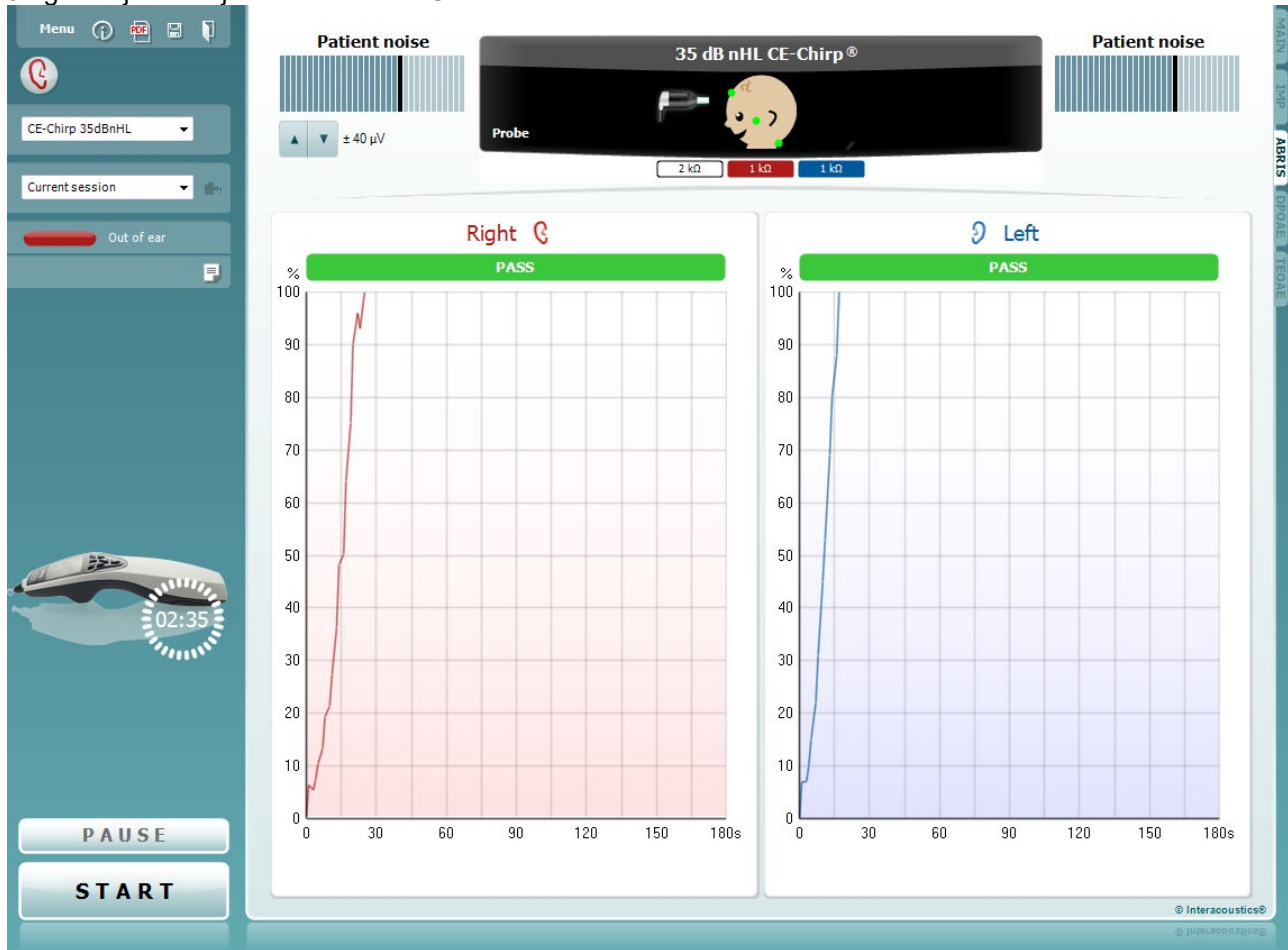 Menu
PDF
CE-Chirp 35dBnHL
Current session
Out of ear
02:35
PAUSE
START
Patient noise
± 40 µV
35 dB nHL CE-Chirp®
Probe
2 kΩ 1 kΩ 1 kΩ
Patient noise
Right
PASS
%
100
90
80
70
60
50
40
30
20
10
0
0 30 60 90 120 150 180s
Left
PASS
%
100
90
80
70
60
50
40
30
20
10
0
0 30 60 90 120 150 180s
MAIN
IMP
ABRIS
DPOAE
TEOAE
© Interacoustics®
© Interacoustics®